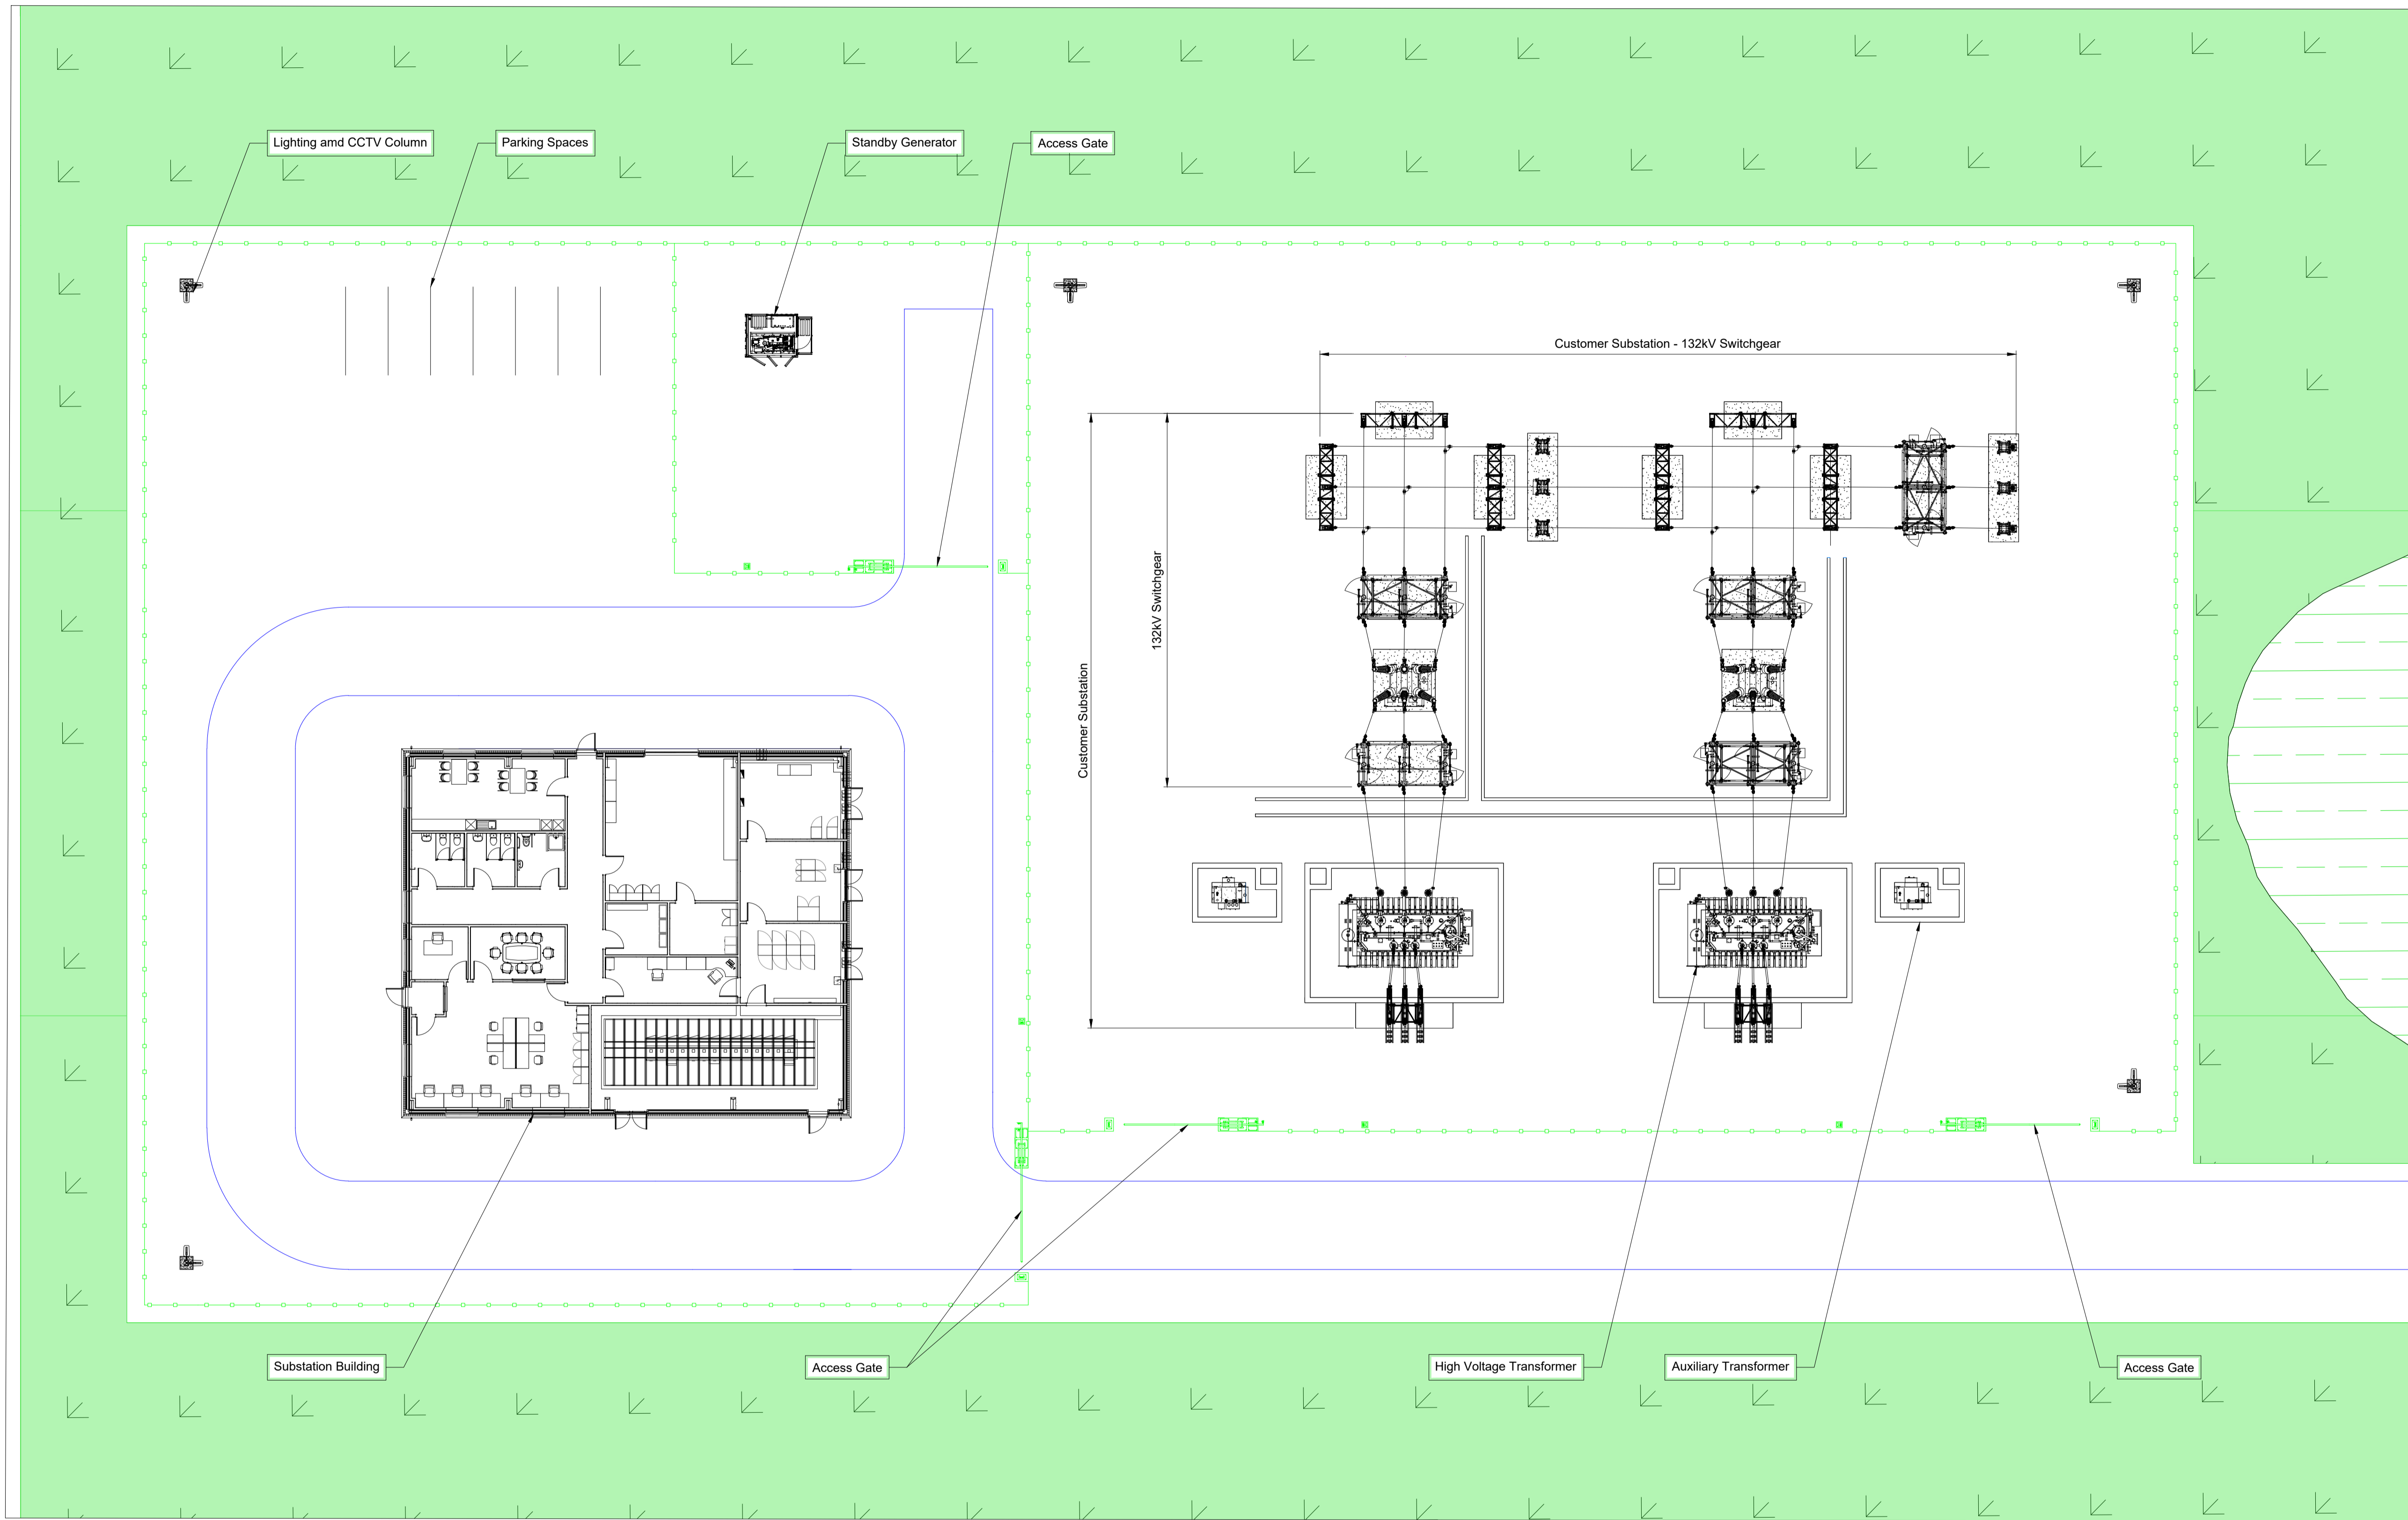 Lighting amd CCTV Column
Parking Spaces
Standby Generator
Access Gate
Customer Substation - 132kV Switchgear
132kV Switchgear
Customer Substation
Substation Building
Access Gate
High Voltage Transformer
Auxiliary Transformer
Access Gate